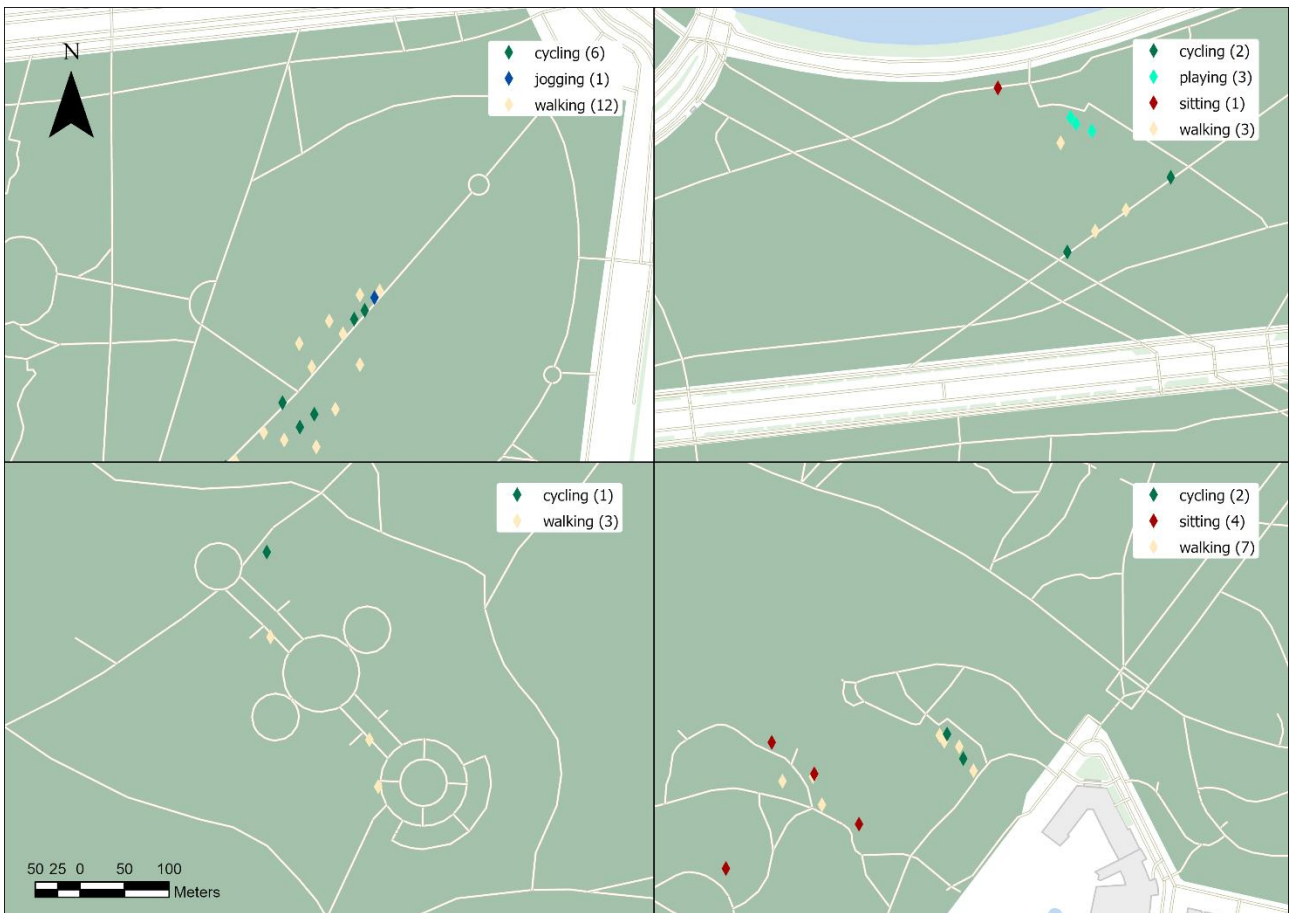 N
cycling (6)
jogging (1)
walking (12)
cycling (2)
playing (3)
sitting (1)
walking (3)
cycling (1)
walking (3)
cycling (2)
sitting (4)
walking (7)
50 25 0 50 100
Meters